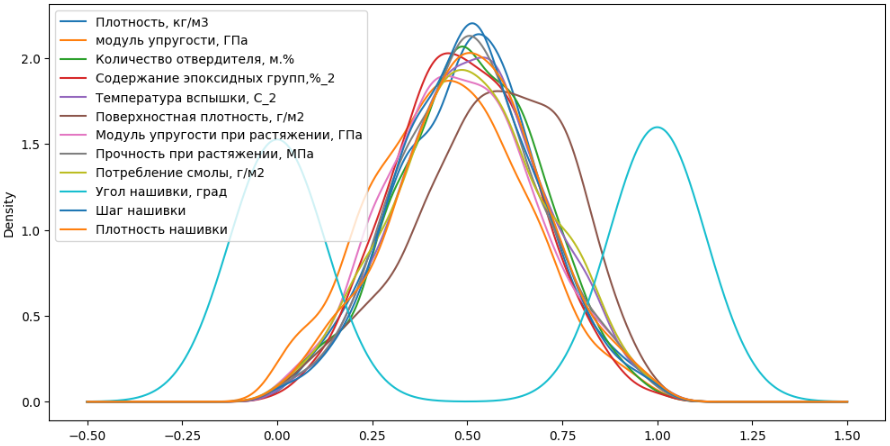 Плотность, кг/м3
модуль упругости, ГПа
Количество отвердителя, м.%
Содержание эпоксидных групп,%_2
Температура вспышки, С_2
Поверхностная плотность, г/м2
Модуль упругости при растяжении, ГПа
Прочность при растяжении, МПа
Потребление смолы, г/м2
Угол нашивки, град
Шаг нашивки
Плотность нашивки
Density
2.0
1.5
1.0
0.5
0.0
−0.50 −0.25 0.00 0.25 0.50 0.75 1.00 1.25 1.50